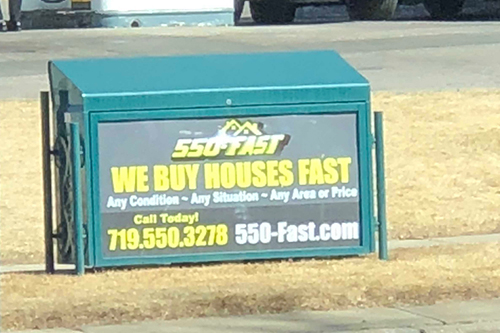 550-FAST
WE BUY HOUSES FAST
Any Condition ~ Any Situation ~ Any Area or Price
Call Today!
719.550.3278 550-Fast.com